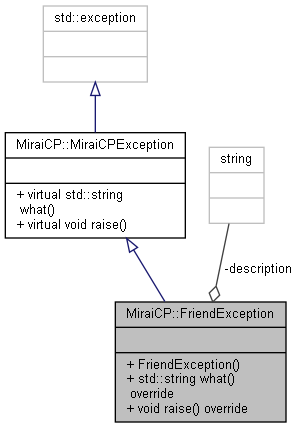 std::exception
MiraiCP::MiraiCPException
+ virtual std::string
what()
+ virtual void raise()
string
-description
MiraiCP::FriendException
+ FriendException()
+ std::string what()
override
+ void raise() override